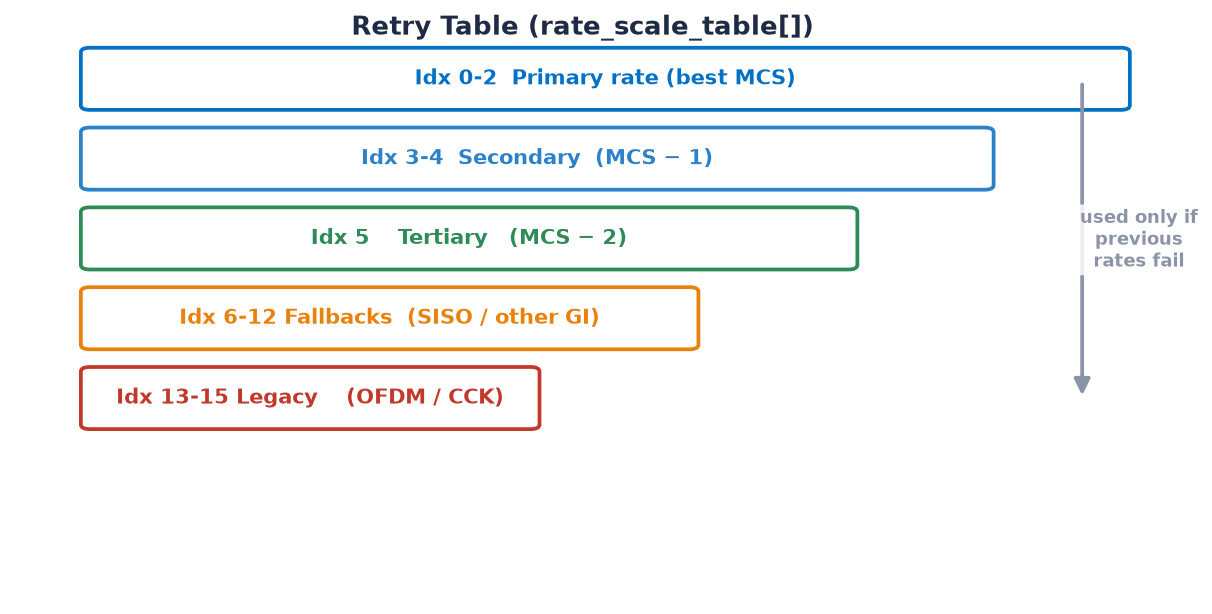 Retry Table (rate_scale_table[])
Idx 0-2  Primary rate (best MCS)
Idx 3-4  Secondary  (MCS − 1)
Idx 5    Tertiary   (MCS − 2)
Idx 6-12 Fallbacks  (SISO / other GI)
Idx 13-15 Legacy    (OFDM / CCK)
used only if
previous
rates fail